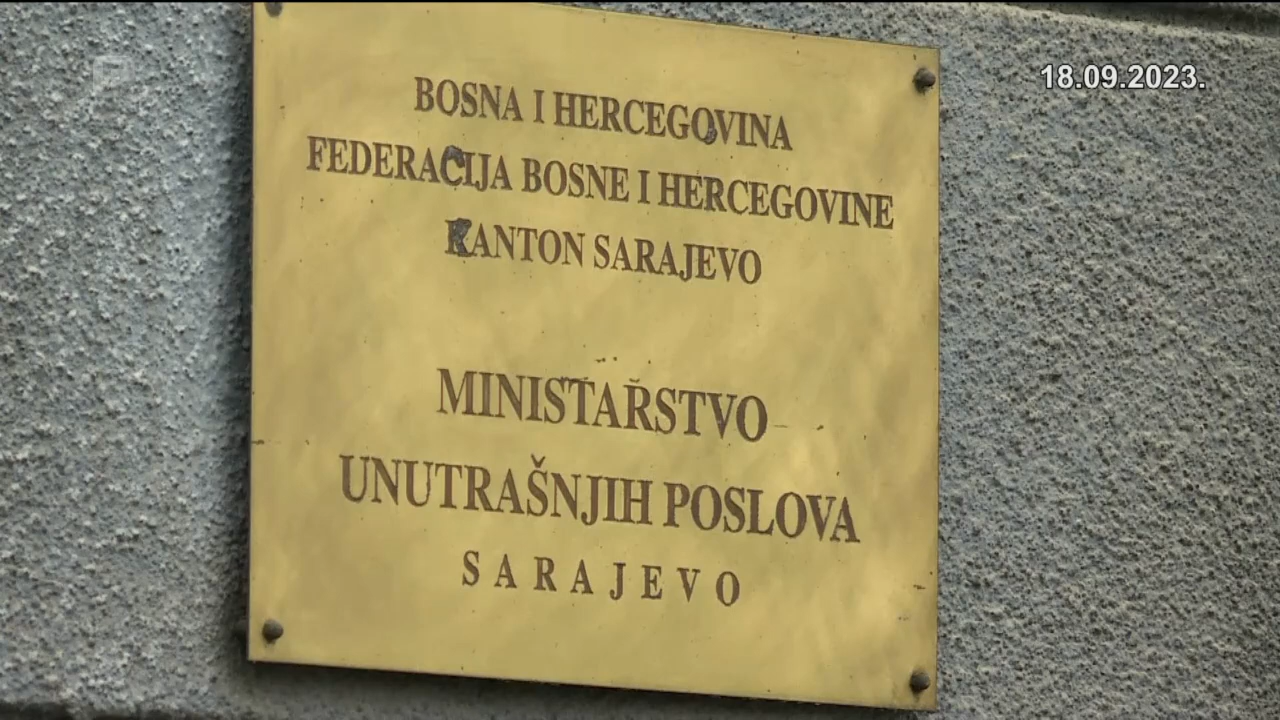 18.09.2023.
BOSNA I HERCEGOVINA
FEDERACIJA BOSNE I HERCEGOVINE
KANTON SARAJEVO
MINISTARSTVO
UNUTRAŠNJIH POSLOVA
SARAJEVO